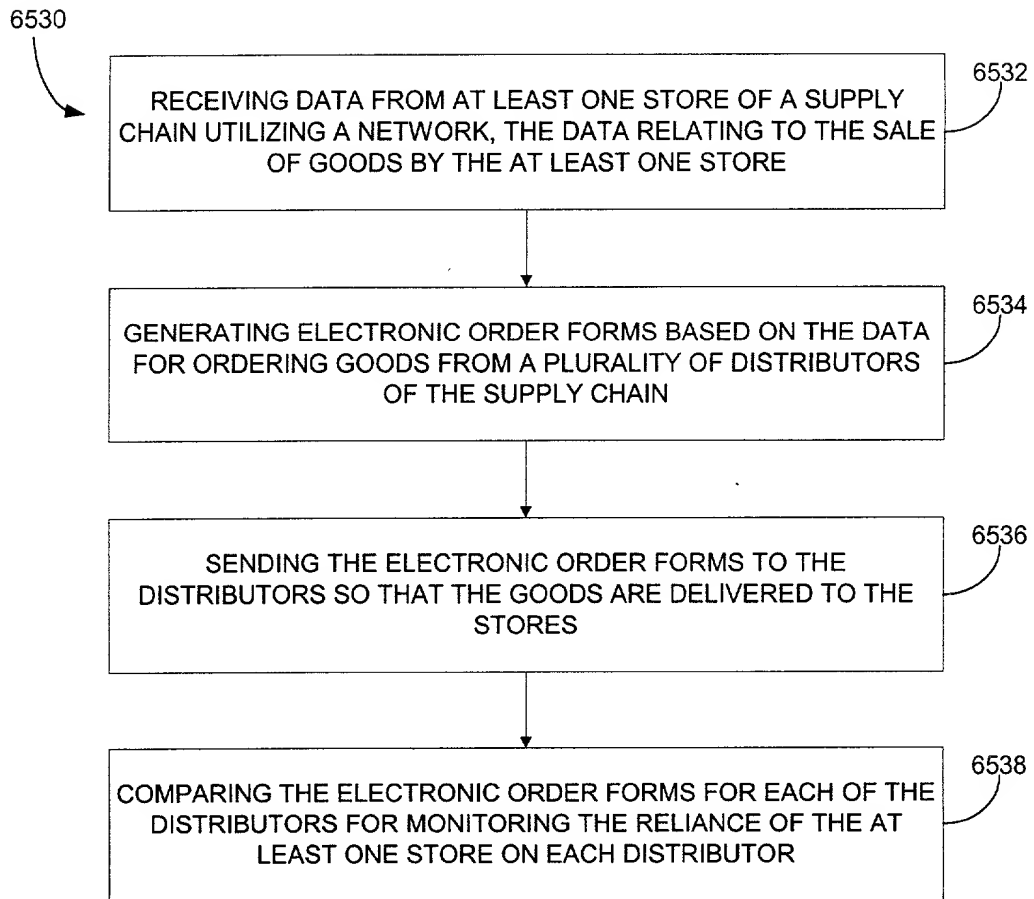 6530
6532
RECEIVING DATA FROM AT LEAST ONE STORE OF A SUPPLY
CHAIN UTILIZING A NETWORK, THE DATA RELATING TO THE SALE
OF GOODS BY THE AT LEAST ONE STORE
6534
GENERATING ELECTRONIC ORDER FORMS BASED ON THE DATA
FOR ORDERING GOODS FROM A PLURALITY OF DISTRIBUTORS
OF THE SUPPLY CHAIN
6536
SENDING THE ELECTRONIC ORDER FORMS TO THE
DISTRIBUTORS SO THAT THE GOODS ARE DELIVERED TO THE
STORES
6538
COMPARING THE ELECTRONIC ORDER FORMS FOR EACH OF THE
DISTRIBUTORS FOR MONITORING THE RELIANCE OF THE AT
LEAST ONE STORE ON EACH DISTRIBUTOR